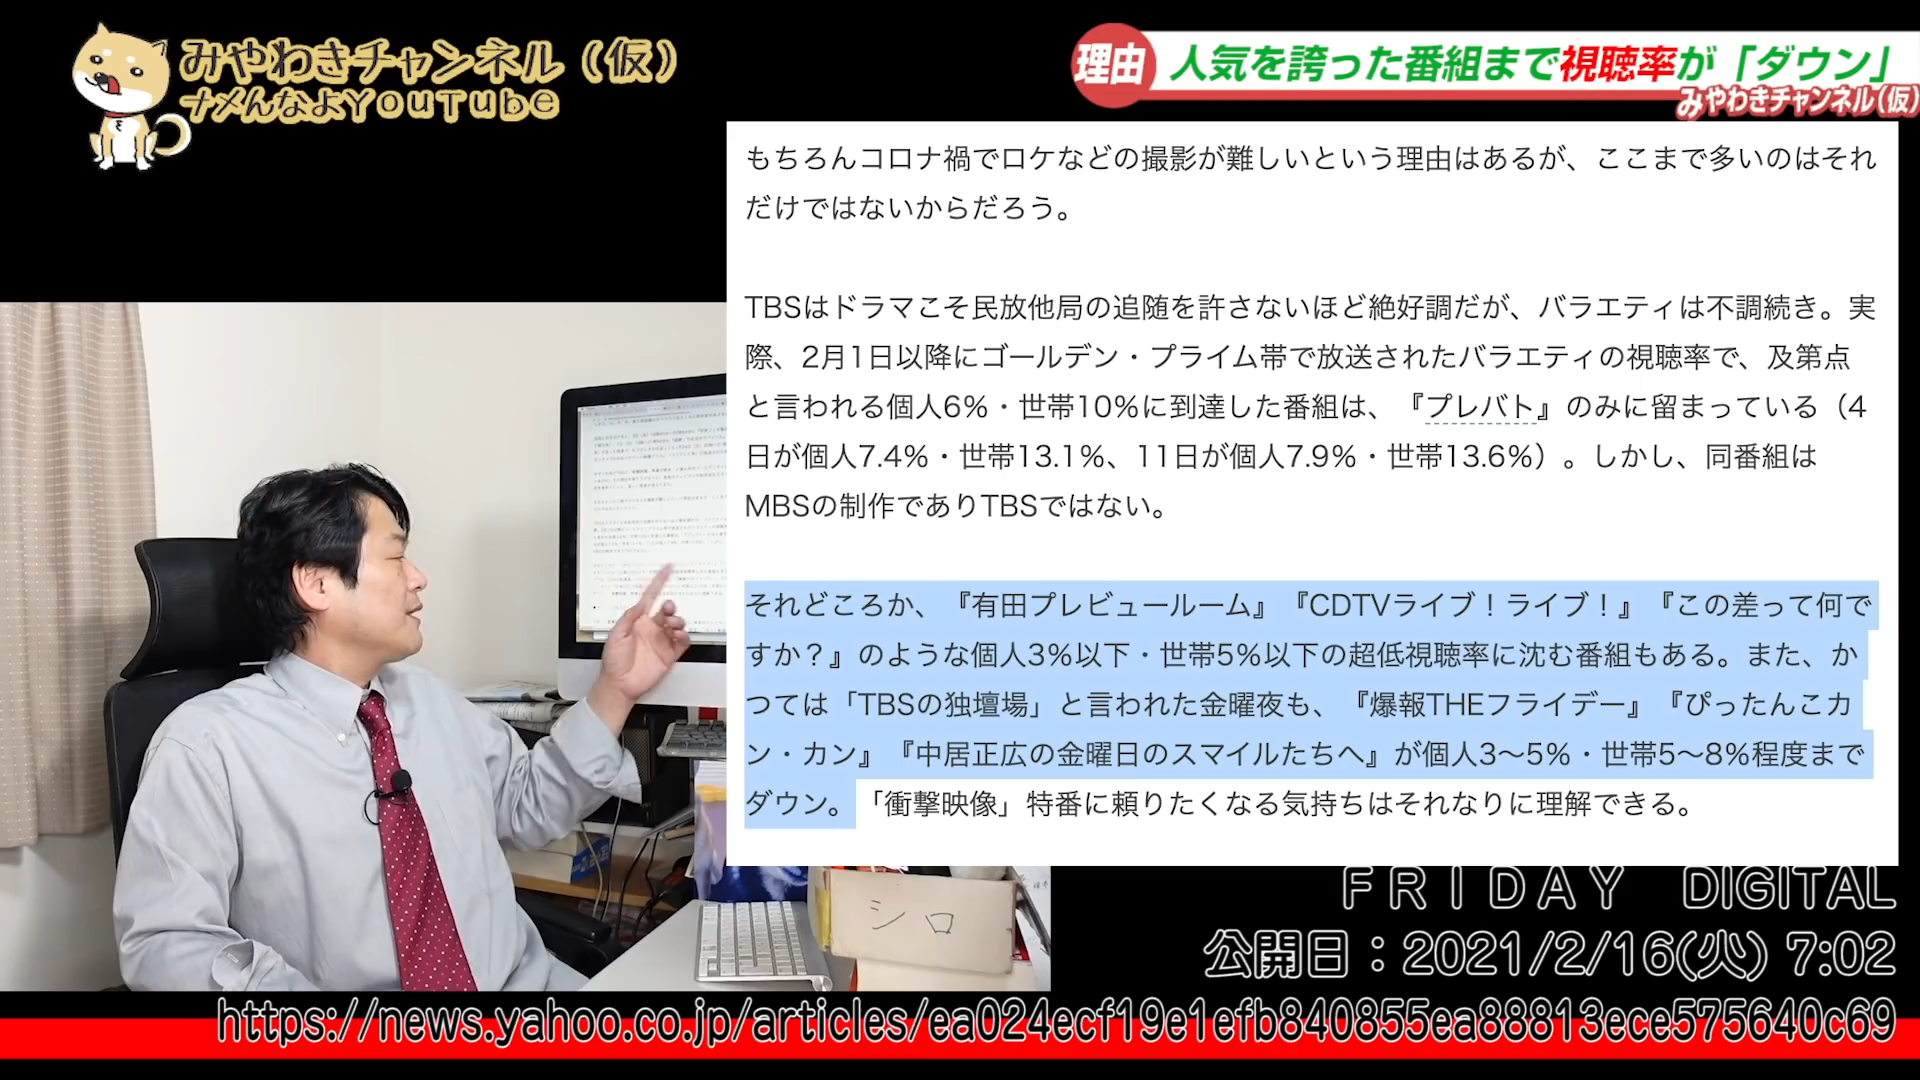 みやわきチャンネル（仮）
ナメんなよYouTube
理由 人気を誇った番組まで視聴率が「ダウン」
みやわきチャンネル(仮)
もちろんコロナ禍でロケなどの撮影が難しいという理由はあるが、ここまで多いのはそれ
だけではないからだろう。
TBSはドラマこそ民放他局の追随を許さないほど絶好調だが、バラエティは不調続き。実
際、2月1日以降にゴールデン・プライム帯で放送されたバラエティの視聴率で、及第点
と言われる個人6%・世帯10%に到達した番組は、『プレバト』のみに留まっている（4
日が個人7.4%・世帯13.1%、11日が個人7.9%・世帯13.6%）。しかし、同番組は
MBSの制作でありTBSではない。
それどころか、『有田プレビュールーム』『CDTVライブ！ライブ！』『この差って何で
すか？』のような個人3%以下・世帯5%以下の超低視聴率に沈む番組もある。また、か
つては「TBSの独壇場」と言われた金曜夜も、『爆報THEフライデー』『ぴったんこカ
ン・カン』『中居正広の金曜日のスマイルたちへ』が個人3〜5%・世帯5〜8%程度まで
ダウン。「衝撃映像」特番に頼りたくなる気持ちはそれなりに理解できる。
シロ
ＦＲＩＤＡＹ　DIGITAL
公開日：2021/2/16(火) 7:02
https://news.yahoo.co.jp/articles/ea024ecf19e1efb840855ea88813ece575640c69